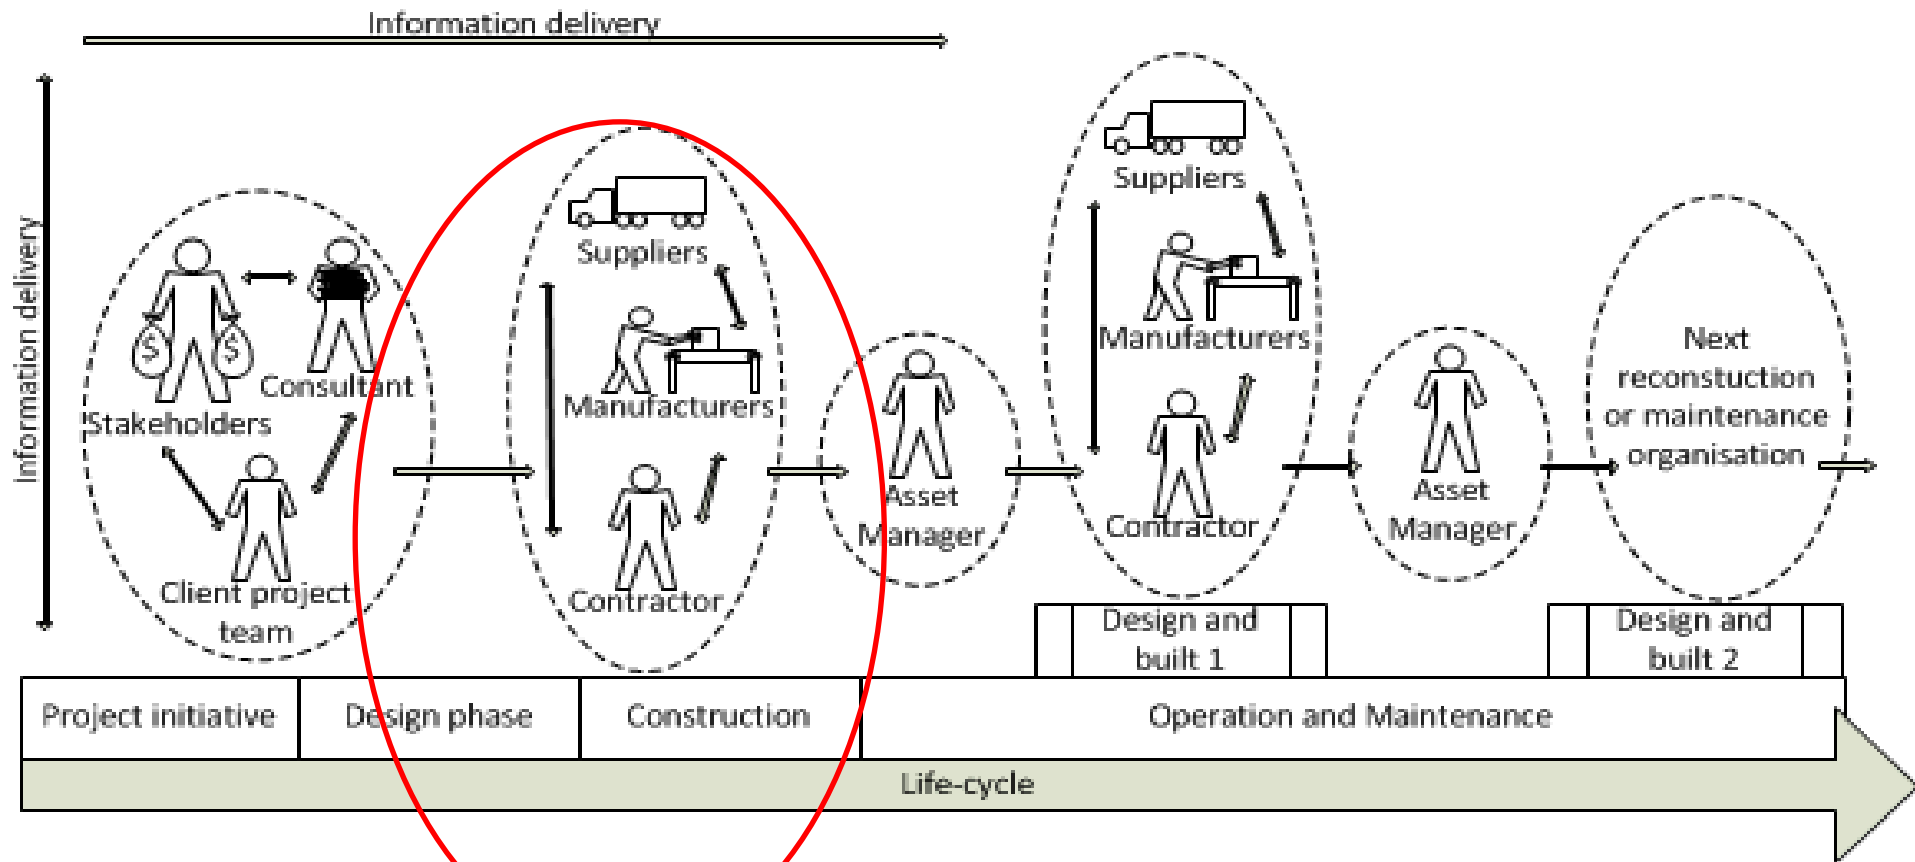 Information delivery
Information delivery
Stakeholders
Consultant
Client project
team
Suppliers
Manufacturers
Contractor
Asset
Manager
Suppliers
Manufacturers
Contractor
Asset
Manager
Next
reconstuction
or maintenance
organisation
Design and
built 1
Design and
built 2
Project initiative
Design phase
Construction
Operation and Maintenance
Life-cycle
$
$